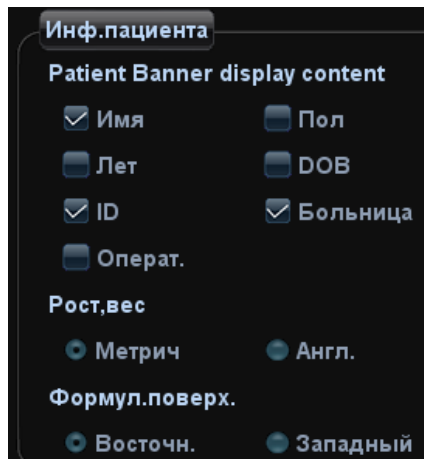 Инф.пациента
Patient Banner display content
Имя Пол
Лет DOB
ID Больница
Операт.
Рост,вес
Метрич Англ.
Формул.поверх.
Восточн. Западный